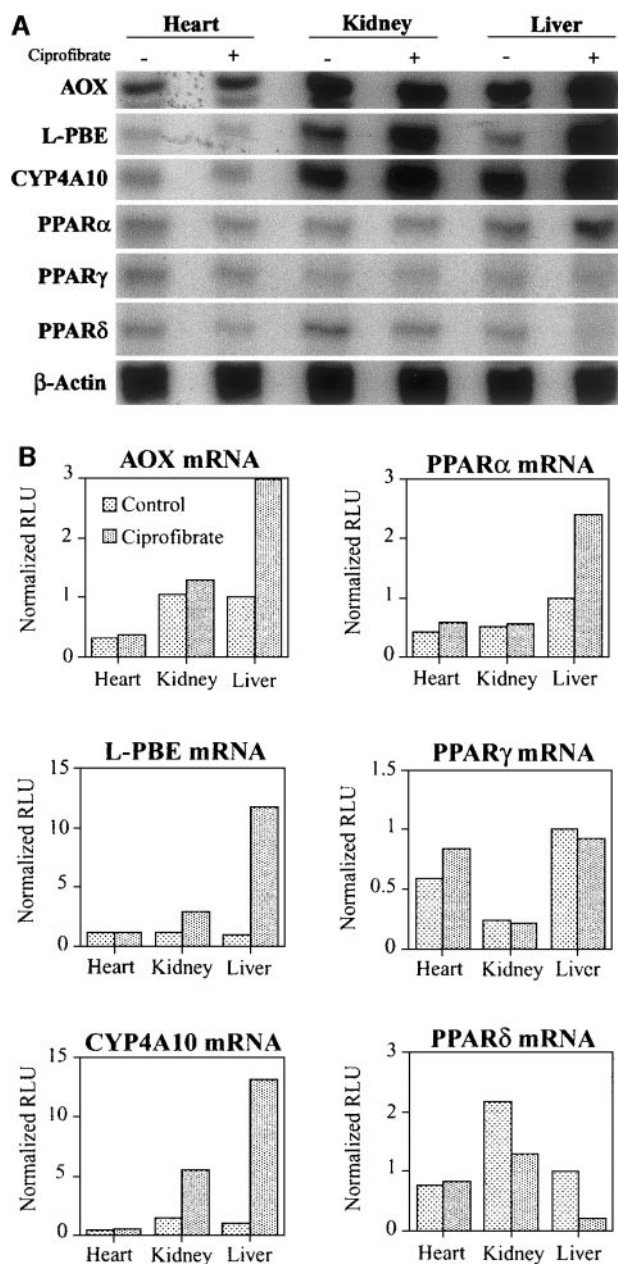 A
Heart Kidney Liver
Ciprofibrate - + - + - +
AOX
L-PBE
CYP4A10
PPARα
PPARγ
PPARδ
β-Actin
B
AOX mRNA
Normalized RLU
3
2
1
0
Control
Ciprofibrate
Heart Kidney Liver
PPARα mRNA
Normalized RLU
3
2
1
0
Heart Kidney Liver
L-PBE mRNA
Normalized RLU
15
10
5
0
Heart Kidney Liver
PPARγ mRNA
Normalized RLU
1.5
1
0.5
0
Heart Kidney Liver
CYP4A10 mRNA
Normalized RLU
15
10
5
0
Heart Kidney Liver
PPARδ mRNA
Normalized RLU
3
2
1
0
Heart Kidney Liver